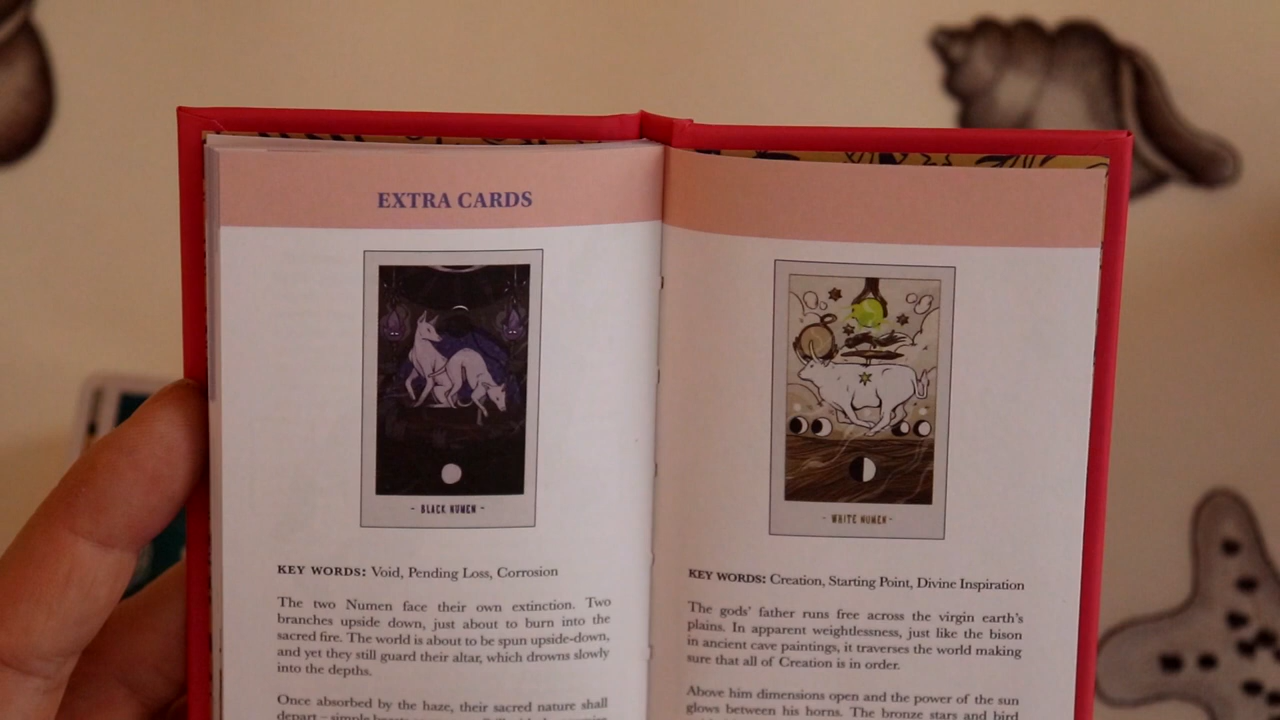 EXTRA CARDS
- BLACK NUMEN -
KEY WORDS: Void, Pending Loss, Corrosion
The two Numen face their own extinction. Two
branches upside down, just about to burn into the
sacred fire. The world is about to be spun upside-down,
and yet they still guard their altar, which drowns slowly
into the depths.
Once absorbed by the haze, their sacred nature shall
depart – simple beasts
- WHITE NUMEN -
KEY WORDS: Creation, Starting Point, Divine Inspiration
The gods' father runs free across the virgin earth's
plains. In apparent weightlessness, just like the bison
in ancient cave paintings, it traverses the world making
sure that all of Creation is in order.
Above him dimensions open and the power of the sun
glows between his horns. The bronze stars and bird